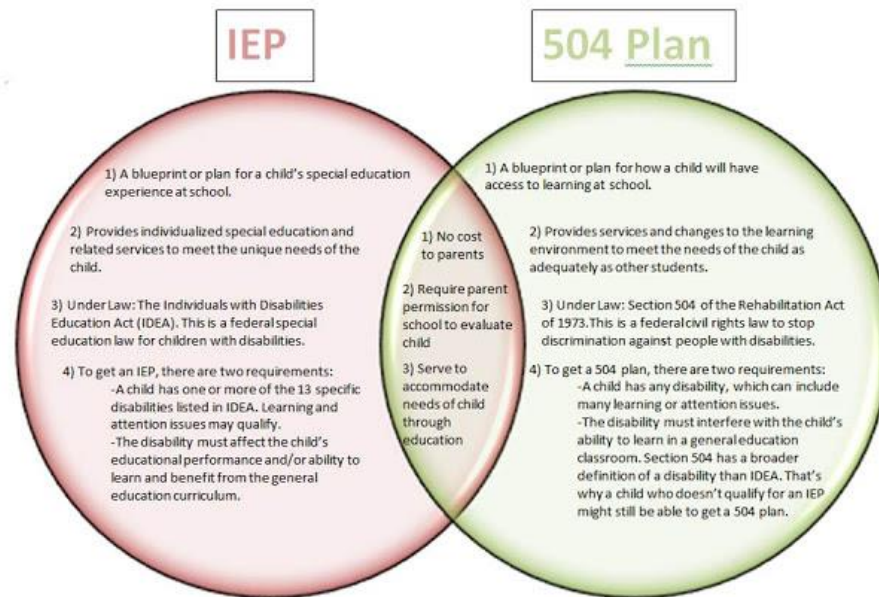 IEP
504 Plan
1) A blueprint or plan for a child's special education
experience at school.
2) Provides individualized special education and
related services to meet the unique needs of the
child.
3) Under Law: The Individuals with Disabilities
Education Act (IDEA). This is a federal special
education law for children with disabilities.
4) To get an IEP, there are two requirements:
-A child has one or more of the 13 specific
disabilities listed in IDEA. Learning and
attention issues may qualify.
-The disability must affect the child's
educational performance and/or ability to
learn and benefit from the general
education curriculum.
1) No cost
to parents
2) Require parent
permission for
school to evaluate
child
3) Serve to
accommodate
needs of child
through
education
1) A blueprint or plan for how a child will have
access to learning at school.
2) Provides services and changes to the learning
environment to meet the needs of the child as
adequately as other students.
3) Under Law: Section 504 of the Rehabilitation Act
of 1973.This is a federal civil rights law to stop
discrimination against people with disabilities.
4) To get a 504 plan, there are two requirements:
-A child has any disability, which can include
many learning or attention issues.
-The disability must interfere with the child's
ability to learn in a general education
classroom. Section 504 has a broader
definition of a disability than IDEA. That's
why a child who doesn't qualify for an IEP
might still be able to get a 504 plan.